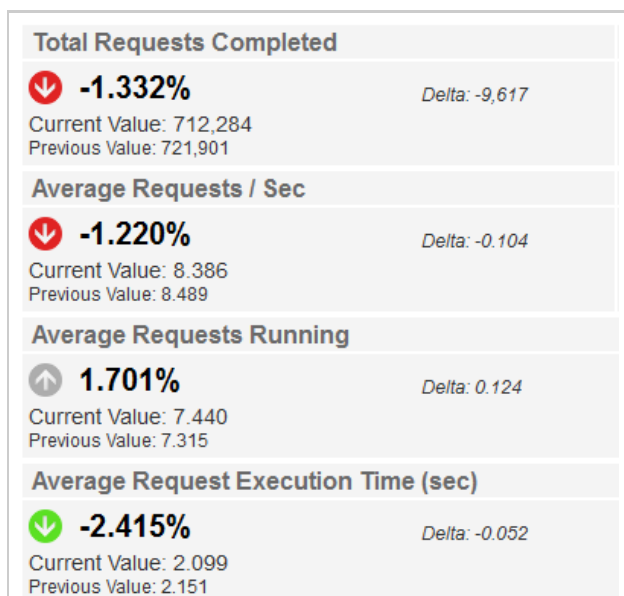 Total Requests Completed
-1.332% Delta: -9,617
Current Value: 712,284
Previous Value: 721,901
Average Requests / Sec
-1.220% Delta: -0.104
Current Value: 8.386
Previous Value: 8.489
Average Requests Running
1.701% Delta: 0.124
Current Value: 7.440
Previous Value: 7.315
Average Request Execution Time (sec)
-2.415% Delta: -0.052
Current Value: 2.099
Previous Value: 2.151